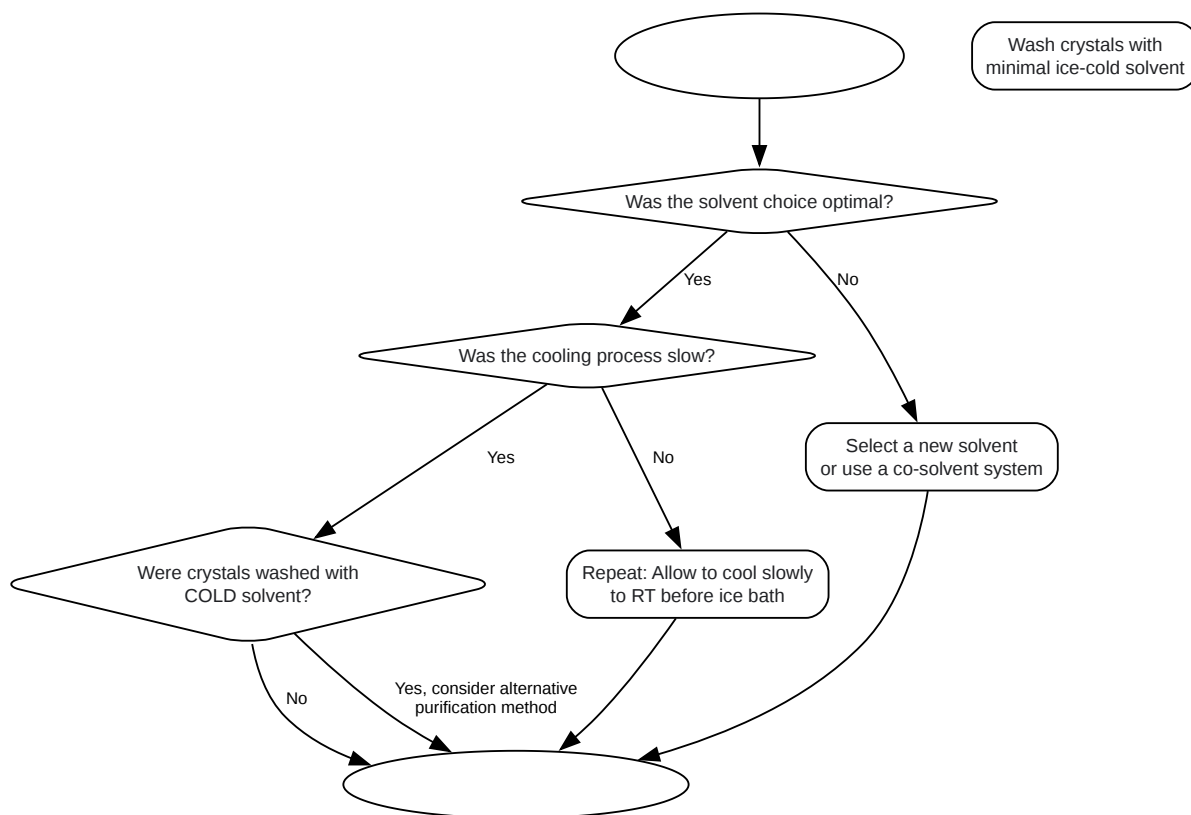 Wash crystals with
minimal ice-cold solvent
Was the solvent choice optimal?
Yes
No
Was the cooling process slow?
Select a new solvent
or use a co-solvent system
Yes
No
Were crystals washed with
COLD solvent?
Repeat: Allow to cool slowly
to RT before ice bath
No
Yes, consider alternative
purification method